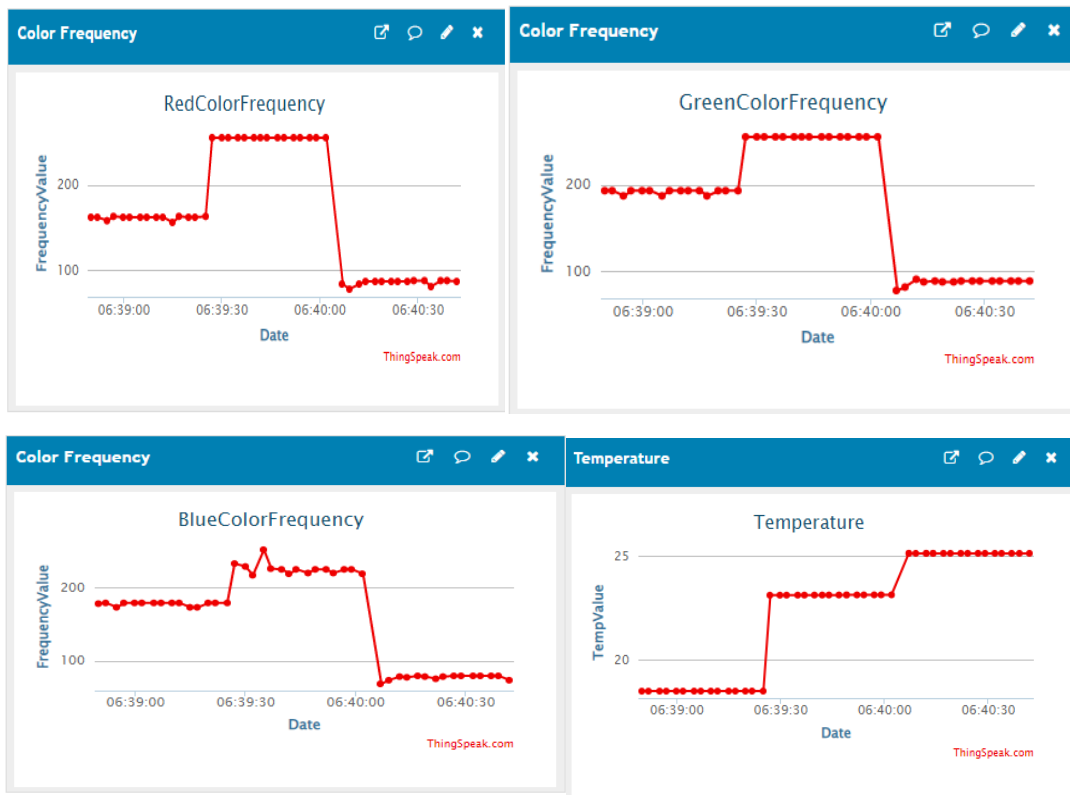 Color Frequency
RedColorFrequency
FrequencyValue
200
100
06:39:00 06:39:30 06:40:00 06:40:30
Date
ThingSpeak.com
Color Frequency
GreenColorFrequency
FrequencyValue
200
100
06:39:00 06:39:30 06:40:00 06:40:30
Date
ThingSpeak.com
Color Frequency
BlueColorFrequency
FrequencyValue
200
100
06:39:00 06:39:30 06:40:00 06:40:30
Date
ThingSpeak.com
Temperature
Temperature
TempValue
25
20
06:39:00 06:39:30 06:40:00 06:40:30
Date
ThingSpeak.com